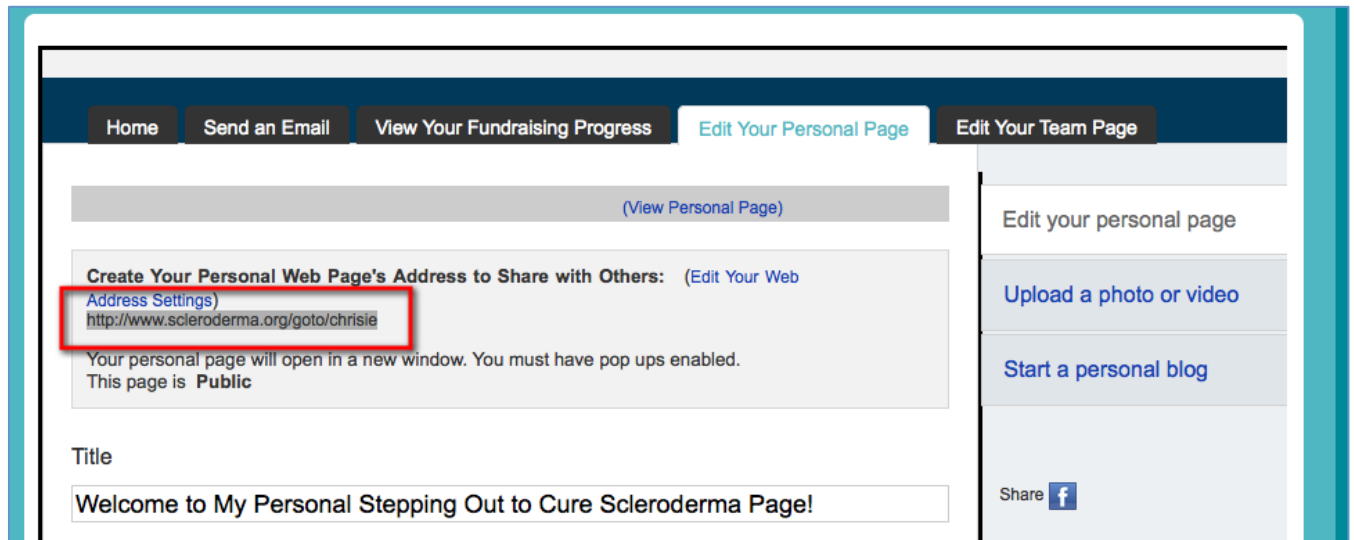 Home Send an Email View Your Fundraising Progress Edit Your Personal Page Edit Your Team Page
(View Personal Page)
Create Your Personal Web Page's Address to Share with Others: (Edit Your Web
Address Settings)
http://www.scleroderma.org/goto/chrisie
Your personal page will open in a new window. You must have pop ups enabled.
This page is Public
Title
Welcome to My Personal Stepping Out to Cure Scleroderma Page!
Edit your personal page
Upload a photo or video
Start a personal blog
Share f